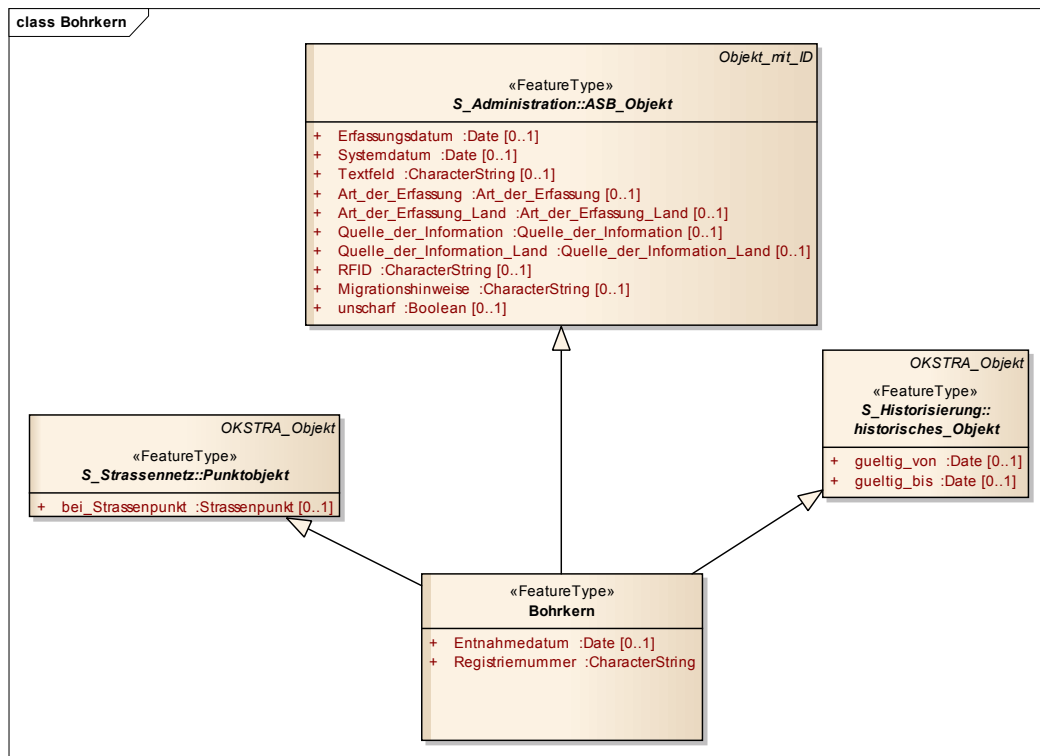 class Bohrkern
Objekt_mit_ID
«FeatureType»
S_Administration::ASB_Objekt
+ Erfassungsdatum :Date [0..1]
+ Systemdatum :Date [0..1]
+ Textfeld :CharacterString [0..1]
+ Art_der_Erfassung :Art_der_Erfassung [0..1]
+ Art_der_Erfassung_Land :Art_der_Erfassung_Land [0..1]
+ Quelle_der_Information :Quelle_der_Information [0..1]
+ Quelle_der_Information_Land :Quelle_der_Information_Land [0..1]
+ RFID :CharacterString [0..1]
+ Migrationshinweise :CharacterString [0..1]
+ unscharf :Boolean [0..1]
OKSTRA_Objekt
«FeatureType»
S_Strassennetz::Punktobjekt
+ bei_Strassenpunkt :Strassenpunkt [0..1]
OKSTRA_Objekt
«FeatureType»
S_Historisierung::
historisches_Objekt
+ gueltig_von :Date [0..1]
+ gueltig_bis :Date [0..1]
«FeatureType»
Bohrkern
+ Entnahmedatum :Date [0..1]
+ Registriernummer :CharacterString